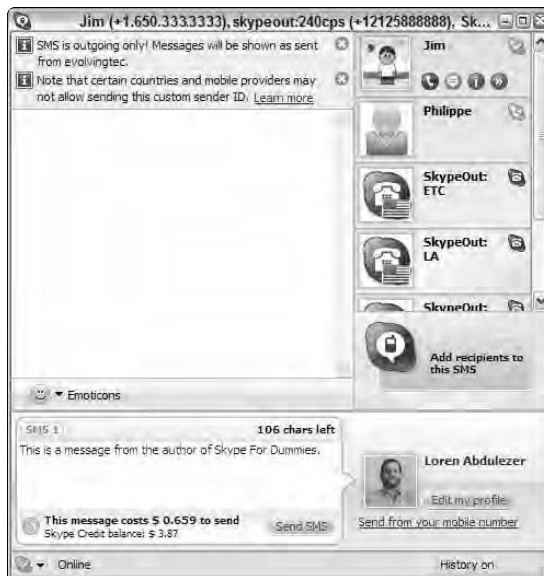 Jim (+1.650.333.3333), skypeout:240cps (+12125888888), Sk...
SMS is outgoing only! Messages will be shown as sent
from evolvingtec.
Note that certain countries and mobile providers may
not allow sending this custom sender ID. Learn more
Jim
Philippe
SkypeOut:
ETC
SkypeOut:
LA
SkypeOut:
Add recipients to
this SMS
Emoticons
SMS 1 106 chars left
This is a message from the author of Skype For Dummies.
This message costs $ 0.659 to send
Skype Credit balance: $ 3.87
Send SMS
Loren Abdulezer
Edit my profile
Send from your mobile number
Online
History on